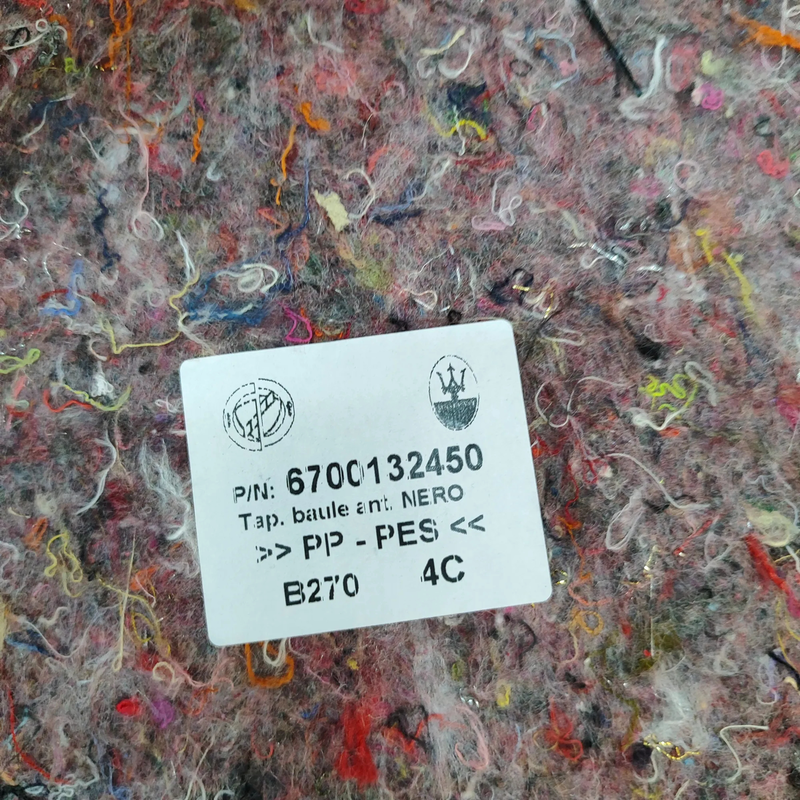 P/N: 6700132450
Tap. baule ant. NERO
>> PP - PES <<
B270 4C